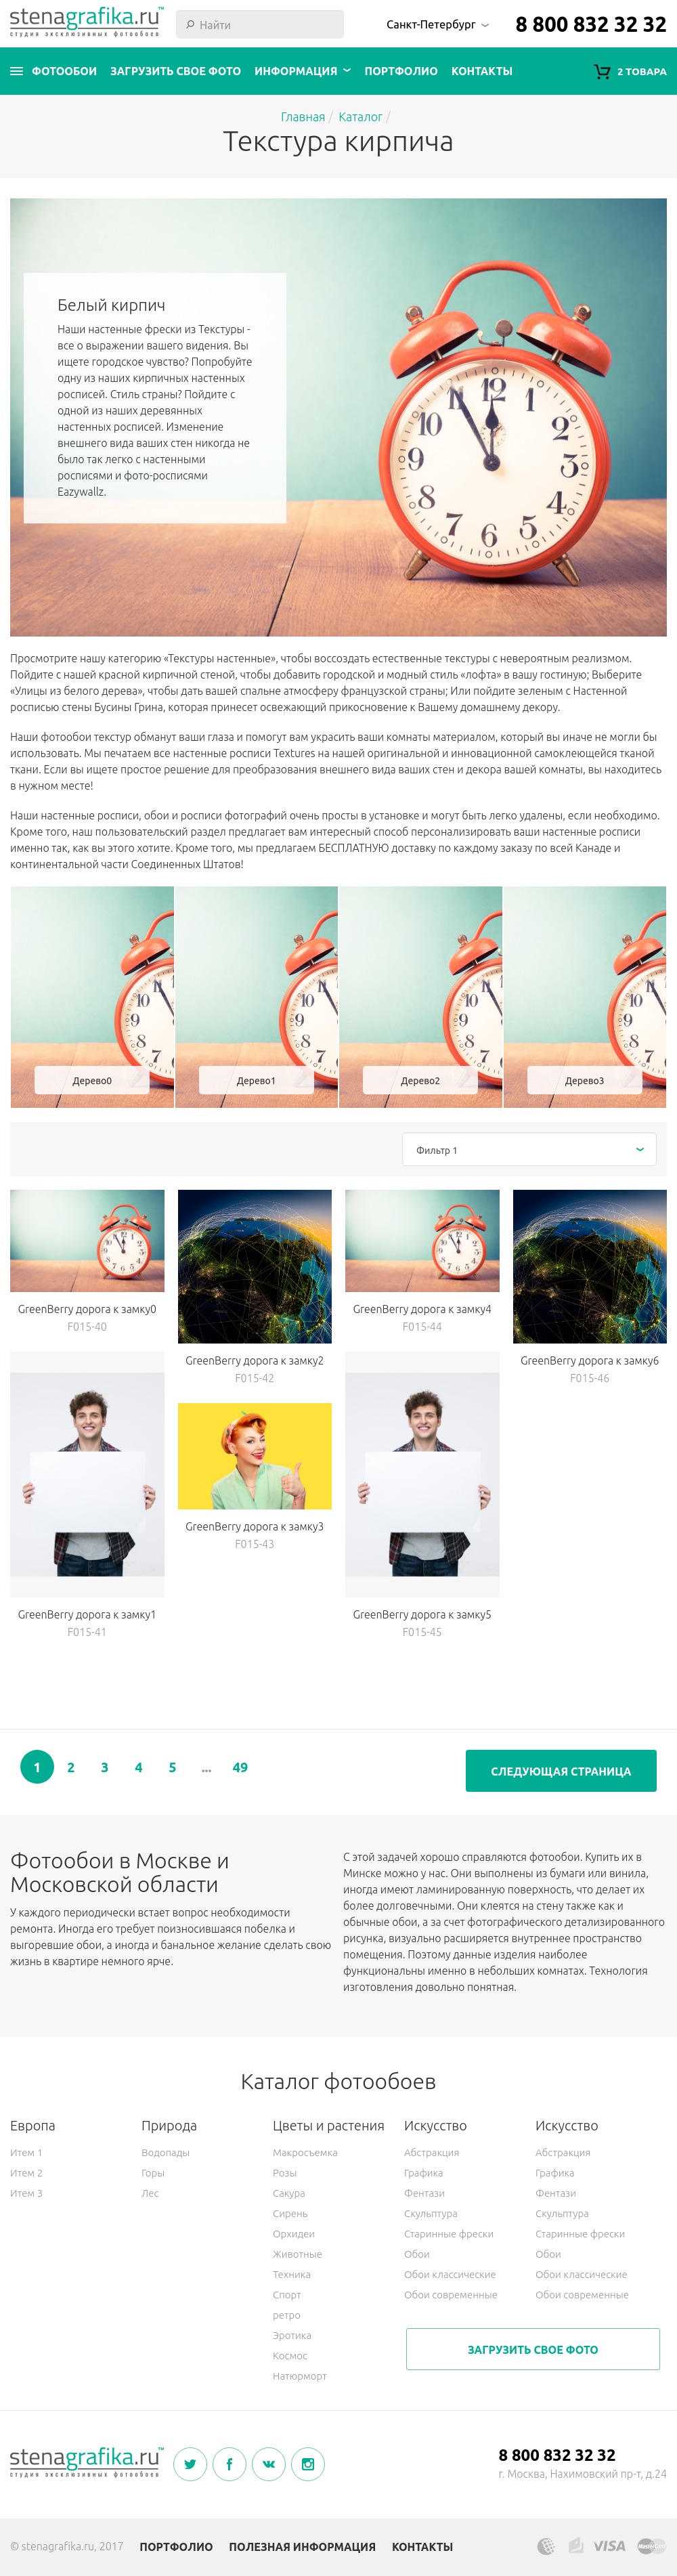 stenagrafika.ru™
студия эксклюзивных фотообоев
Найти
Санкт-Петербург
8 800 832 32 32
ФОТООБОИ ЗАГРУЗИТЬ СВОЕ ФОТО ИНФОРМАЦИЯ ПОРТФОЛИО КОНТАКТЫ
2 ТОВАРА
Главная / Каталог /
Текстура кирпича
Белый кирпич
Наши настенные фрески из Текстуры -
все о выражении вашего видения. Вы
ищете городское чувство? Попробуйте
одну из наших кирпичных настенных
росписей. Стиль страны? Пойдите с
одной из наших деревянных
настенных росписей. Изменение
внешнего вида ваших стен никогда не
было так легко с настенными
росписями и фото-росписями
Eazywallz.
Просмотрите нашу категорию «Текстуры настенные», чтобы воссоздать естественные текстуры с невероятным реализмом.
Пойдите с нашей красной кирпичной стеной, чтобы добавить городской и модный стиль «лофта» в вашу гостиную; Выберите
«Улицы из белого дерева», чтобы дать вашей спальне атмосферу французской страны; Или пойдите зеленым с Настенной
росписью стены Бусины Грина, которая принесет освежающий прикосновение к Вашему домашнему декору.
Наши фотообои текстур обманут ваши глаза и помогут вам украсить ваши комнаты материалом, который вы иначе не могли бы
использовать. Мы печатаем все настенные росписи Textures на нашей оригинальной и инновационной самоклеющейся тканой
ткани. Если вы ищете простое решение для преобразования внешнего вида ваших стен и декора вашей комнаты, вы находитесь
в нужном месте!
Наши настенные росписи, обои и росписи фотографий очень просты в установке и могут быть легко удалены, если необходимо.
Кроме того, наш пользовательский раздел предлагает вам интересный способ персонализировать ваши настенные росписи
именно так, как вы этого хотите. Кроме того, мы предлагаем БЕСПЛАТНУЮ доставку по каждому заказу по всей Канаде и
континентальной части Соединенных Штатов!
Дерево0
Дерево1
Дерево2
Дерево3
Фильтр 1
GreenBerry дорога к замку0
F015-40
GreenBerry дорога к замку1
F015-41
GreenBerry дорога к замку2
F015-42
GreenBerry дорога к замку3
F015-43
GreenBerry дорога к замку4
F015-44
GreenBerry дорога к замку5
F015-45
GreenBerry дорога к замку6
F015-46
1 2 3 4 5 ... 49
СЛЕДУЮЩАЯ СТРАНИЦА
Фотообои в Москве и
Московской области
У каждого периодически встает вопрос необходимости
ремонта. Иногда его требует поизносившаяся побелка и
выгоревшие обои, а иногда и банальное желание сделать свою
жизнь в квартире немного ярче.
С этой задачей хорошо справляются фотообои. Купить их в
Минске можно у нас. Они выполнены из бумаги или винила,
иногда имеют ламинированную поверхность, что делает их
более долговечными. Они клеятся на стену также как и
обычные обои, а за счет фотографического детализированного
рисунка, визуально расширяется внутреннее пространство
помещения. Поэтому данные изделия наиболее
функциональны именно в небольших комнатах. Технология
изготовления довольно понятная.
Каталог фотообоев
Европа
Итем 1
Итем 2
Итем 3
Природа
Водопады
Горы
Лес
Цветы и растения
Макросъемка
Розы
Сакура
Сирень
Орхидеи
Животные
Техника
Спорт
ретро
Эротика
Космос
Натюрморт
Искусство
Абстракция
Графика
Фентази
Скульптура
Старинные фрески
Обои
Обои классические
Обои современные
Искусство
Абстракция
Графика
Фентази
Скульптура
Старинные фрески
Обои
Обои классические
Обои современные
ЗАГРУЗИТЬ СВОЕ ФОТО
stenagrafika.ru™
студия эксклюзивных фотообоев
8 800 832 32 32
г. Москва, Нахимовский пр-т, д.24
© stenagrafika.ru, 2017
ПОРТФОЛИО ПОЛЕЗНАЯ ИНФОРМАЦИЯ КОНТАКТЫ
VISA
MasterCard